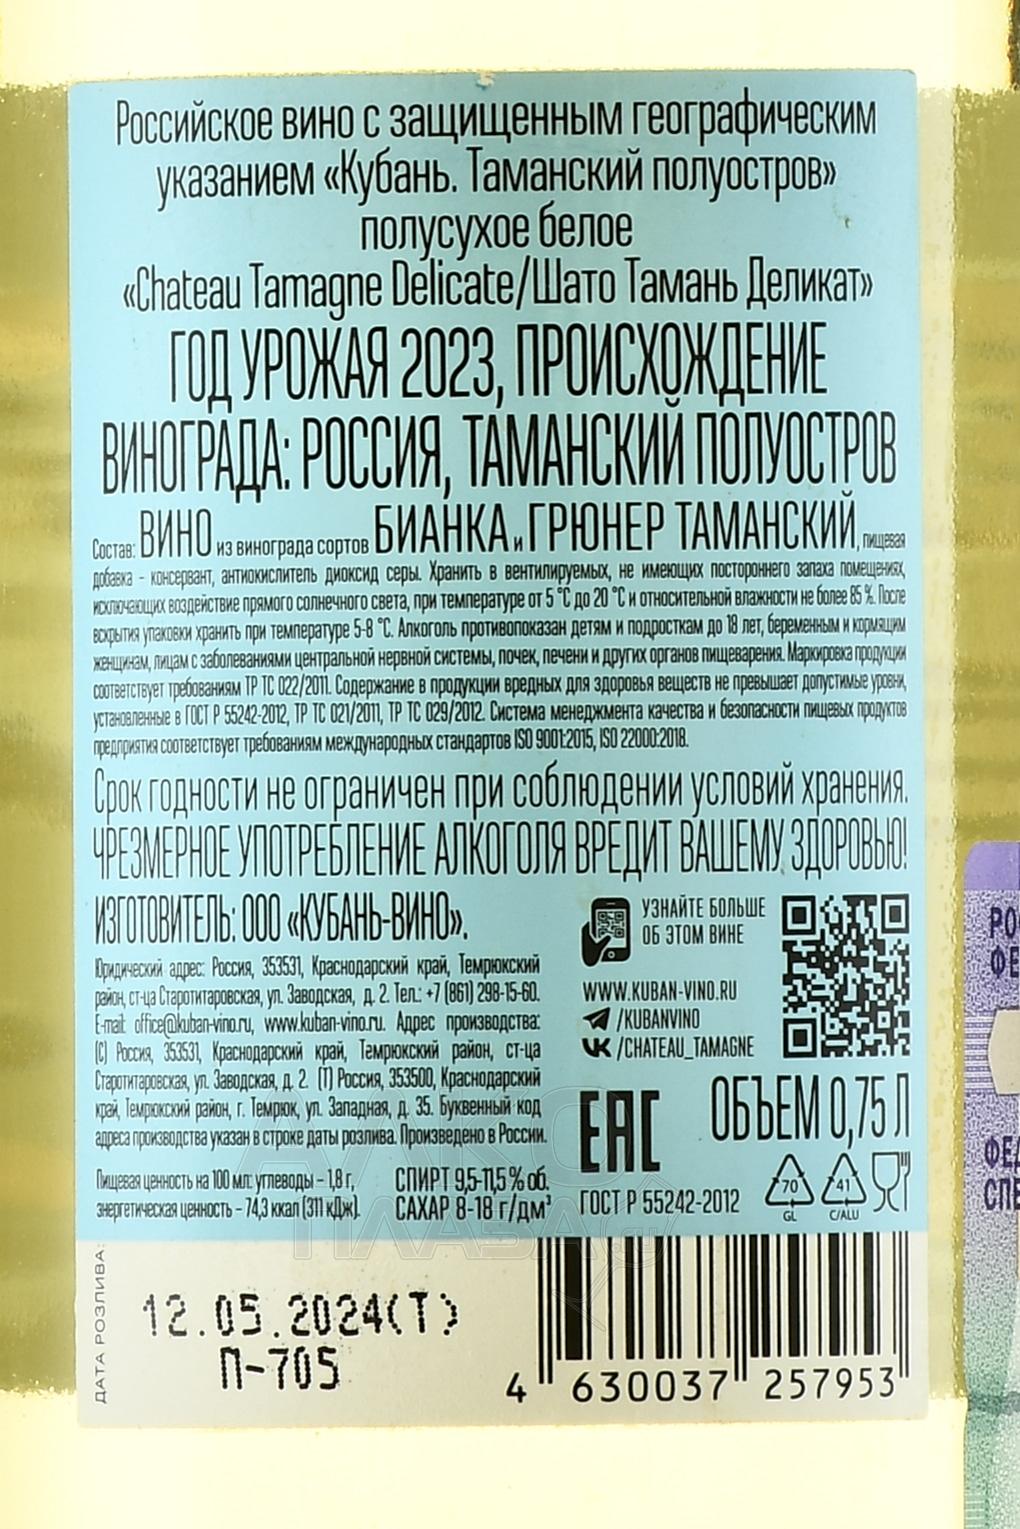 Российское вино с защищенным географическим
указанием «Кубань. Таманский полуостров»
полусухое белое
«Chateau Tamagne Delicate/Шато Тамань Деликат»
ГОД УРОЖАЯ 2023, ПРОИСХОЖДЕНИЕ
ВИНОГРАДА: РОССИЯ, ТАМАНСКИЙ ПОЛУОСТРОВ
Состав: ВИНО из винограда сортов БИАНКА и ГРЮНЕР ТАМАНСКИЙ, пищевая
добавка - консервант, антиокислитель диоксид серы. Хранить в вентилируемых, не имеющих постороннего запаха помещениях,
исключающих воздействие прямого солнечного света, при температуре от 5 °С до 20 °С и относительной влажности не более 85 %. После
вскрытия упаковки хранить при температуре 5-8 °С. Алкоголь противопоказан детям и подросткам до 18 лет, беременным и кормящим
женщинам, лицам с заболеваниями центральной нервной системы, почек, печени и других органов пищеварения. Маркировка продукции
соответствует требованиям ТР ТС 022/2011. Содержание в продукции вредных для здоровья веществ не превышает допустимые уровни,
установленные в ГОСТ Р 55242-2012, ТР ТС 021/2011, ТР ТС 029/2012. Система менеджмента качества и безопасности пищевых продуктов
предприятия соответствует требованиям международных стандартов ISO 9001:2015, ISO 22000:2018.
Срок годности не ограничен при соблюдении условий хранения.
ЧРЕЗМЕРНОЕ УПОТРЕБЛЕНИЕ АЛКОГОЛЯ ВРЕДИТ ВАШЕМУ ЗДОРОВЬЮ!
ИЗГОТОВИТЕЛЬ: ООО «КУБАНЬ-ВИНО».
Юридический адрес: Россия, 353531, Краснодарский край, Темрюкский
район, ст-ца Старотитаровская, ул. Заводская, д. 2. Тел.: +7 (861) 298-15-60.
E-mail: office@kuban-vino.ru, www.kuban-vino.ru. Адрес производства:
(С) Россия, 353531, Краснодарский край, Темрюкский район, ст-ца
Старотитаровская, ул. Заводская, д. 2. (Т) Россия, 353500, Краснодарский
край, Темрюкский район, г. Темрюк, ул. Западная, д. 35. Буквенный код
адреса производства указан в строке даты розлива. Произведено в России.
Пищевая ценность на 100 мл: углеводы – 1,8 г,
энергетическая ценность – 74,3 ккал (311 кДж).
СПИРТ 9,5-11,5 % об.
САХАР 8-18 г/дм³
УЗНАЙТЕ БОЛЬШЕ
ОБ ЭТОМ ВИНЕ
WWW.KUBAN-VINO.RU
/KUBANVINO
/CHATEAU_TAMAGNE
ЕАС
ОБЪЕМ 0,75 Л
ГОСТ Р 55242-2012
70
GL
41
C/ALU
ДАТА РОЗЛИВА:
12.05.2024(Т)
П-705
4 630037 257953
АЛКО
ПЛАЗА.ru
РО
ФЕ
ФЕД
СПЕ